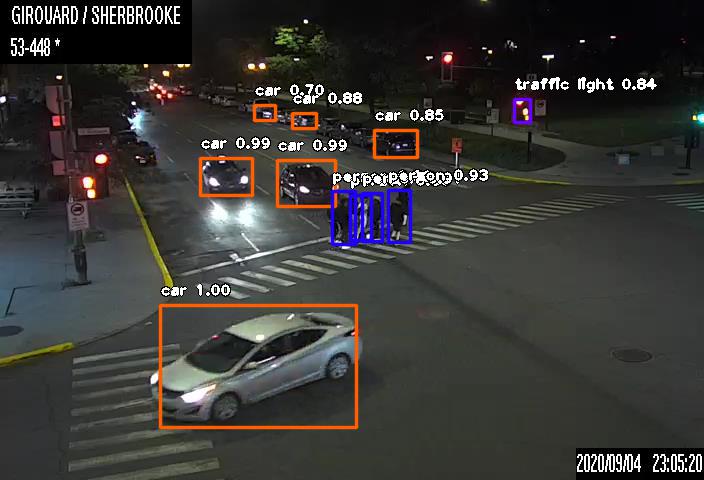 GIROUARD / SHERBROOKE
53-448 *
car 0.70
car 0.88
traffic light 0.84
car 0.85
car 0.99
car 0.99
person 0.93
car 1.00
2020/09/04 23:05:20